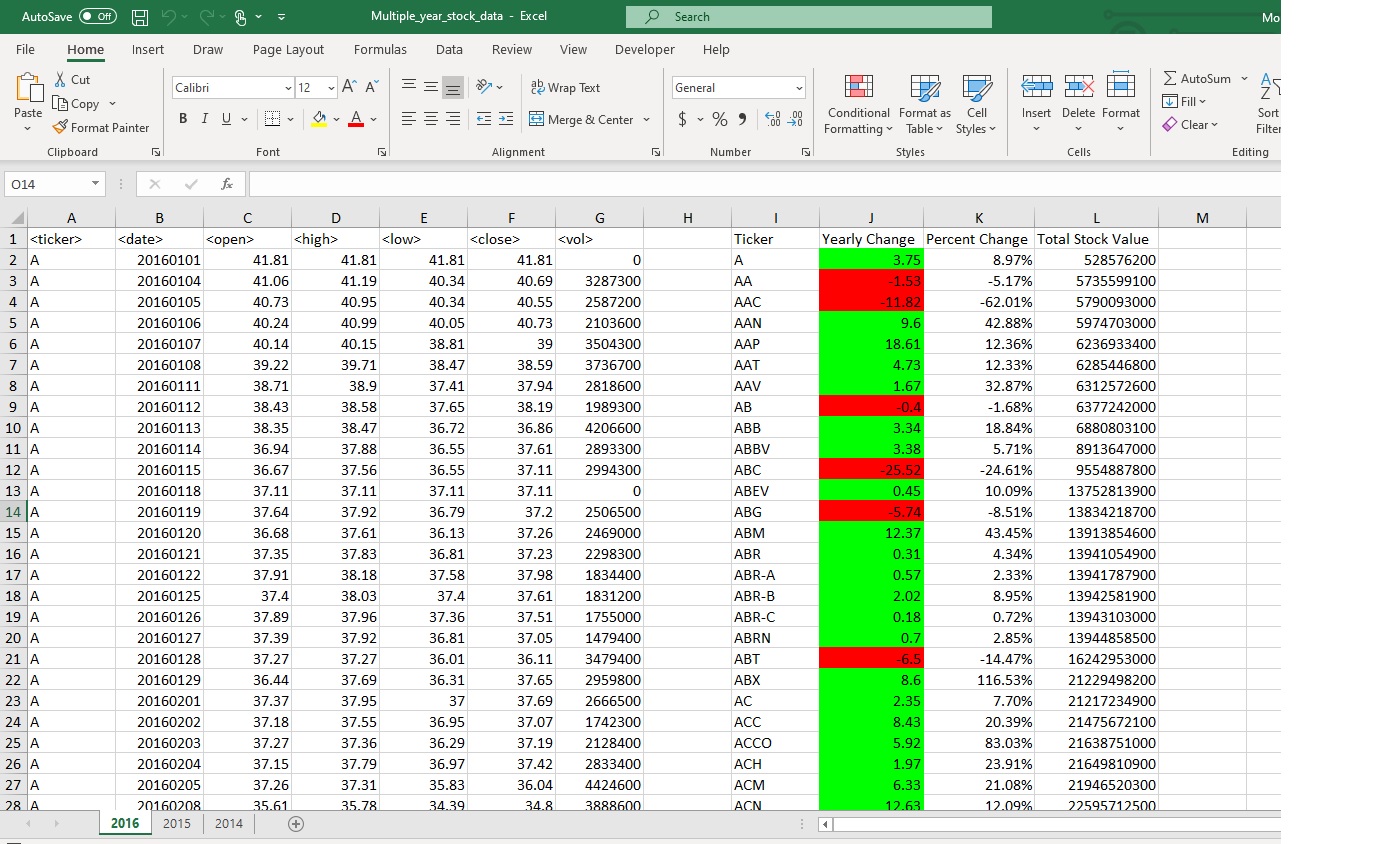 AutoSave Off Multiple_year_stock_data - Excel Search Mo
File Home Insert Draw Page Layout Formulas Data Review View Developer Help
Paste Cut Copy Format Painter Clipboard
Calibri 12 A^ Aˇ B I U A Font
Wrap Text Merge & Center Alignment
General $ % 9 Number
Conditional Formatting Format as Table Cell Styles Styles
Insert Delete Format Cells
AutoSum Fill Clear Sort Filter Editing
O14 fx
A B C D E F G H I J K L M
1 <ticker> <date> <open> <high> <low> <close> <vol> Ticker Yearly Change Percent Change Total Stock Value
2 A 20160101 41.81 41.81 41.81 41.81 0 A 3.75 8.97% 528576200
3 A 20160104 41.06 41.19 40.34 40.69 3287300 AA -1.53 -5.17% 5735599100
4 A 20160105 40.73 40.95 40.34 40.55 2587200 AAC -11.82 -62.01% 5790093000
5 A 20160106 40.24 40.99 40.05 40.73 2103600 AAN 9.6 42.88% 5974703000
6 A 20160107 40.14 40.15 38.81 39 3504300 AAP 18.61 12.36% 6236933400
7 A 20160108 39.22 39.71 38.47 38.59 3736700 AAT 4.73 12.33% 6285446800
8 A 20160111 38.71 38.9 37.41 37.94 2818600 AAV 1.67 32.87% 6312572600
9 A 20160112 38.43 38.58 37.65 38.19 1989300 AB -0.4 -1.68% 6377242000
10 A 20160113 38.35 38.47 36.72 36.86 4206600 ABB 3.34 18.84% 6880803100
11 A 20160114 36.94 37.88 36.55 37.61 2893300 ABBV 3.38 5.71% 8913647000
12 A 20160115 36.67 37.56 36.55 37.11 2994300 ABC -25.52 -24.61% 9554887800
13 A 20160118 37.11 37.11 37.11 37.11 0 ABEV 0.45 10.09% 13752813900
14 A 20160119 37.64 37.92 36.79 37.2 2506500 ABG -5.74 -8.51% 13834218700
15 A 20160120 36.68 37.61 36.13 37.26 2469000 ABM 12.37 43.45% 13913854600
16 A 20160121 37.35 37.83 36.81 37.23 2298300 ABR 0.31 4.34% 13941054900
17 A 20160122 37.91 38.18 37.58 37.98 1834400 ABR-A 0.57 2.33% 13941787900
18 A 20160125 37.4 38.03 37.4 37.61 1831200 ABR-B 2.02 8.95% 13942581900
19 A 20160126 37.89 37.96 37.36 37.51 1755000 ABR-C 0.18 0.72% 13943103000
20 A 20160127 37.39 37.92 36.81 37.05 1479400 ABRN 0.7 2.85% 13944858500
21 A 20160128 37.27 37.27 36.01 36.11 3479400 ABT -6.5 -14.47% 16242953000
22 A 20160129 36.44 37.69 36.31 37.65 2959800 ABX 8.6 116.53% 21229498200
23 A 20160201 37.37 37.95 37 37.69 2666500 AC 2.35 7.70% 21217234900
24 A 20160202 37.18 37.55 36.95 37.07 1742300 ACC 8.43 20.39% 21475672100
25 A 20160203 37.27 37.36 36.29 37.19 2128400 ACCO 5.92 83.03% 21638751000
26 A 20160204 37.15 37.79 36.97 37.42 2833400 ACH 1.97 23.91% 21649810900
27 A 20160205 37.26 37.31 35.83 36.04 4424600 ACM 6.33 21.08% 21946520300
28 A 20160208 35.61 35.78 34.39 34.8 3888600 ACN 12.63 12.09% 22595712500
2016 2015 2014